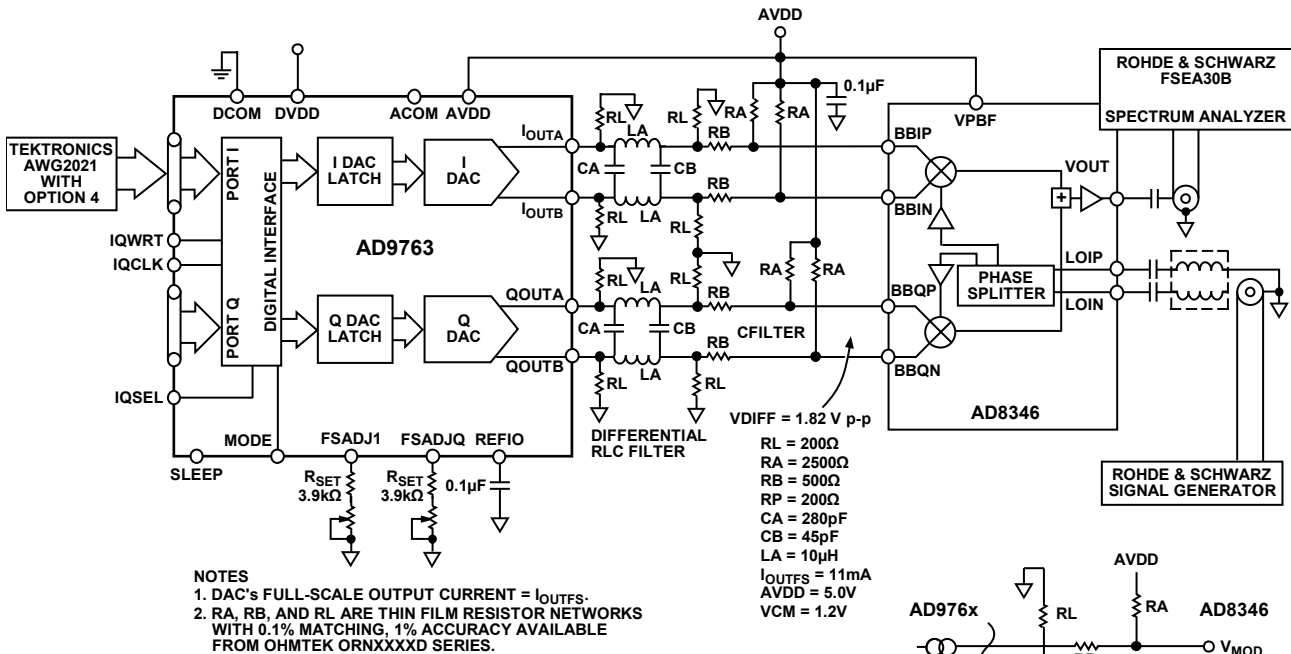 AVDD
ROHDE & SCHWARZ
FSEA30B
SPECTRUM ANALYZER
DCOM
DVDD
ACOM
AVDD
RL
LA
RL
RA
RA
0.1µF
VPBF
TEKTRONICS
AWG2021
WITH
OPTION 4
PORT I
DIGITAL INTERFACE
I DAC
LATCH
I
DAC
IOUTA
CA
CB
RB
BBIP
VOUT
IOUTB
RL
LA
RB
RL
BBIN
+
AD9763
IQWRT
IQCLK
PORT Q
Q DAC
LATCH
Q
DAC
QOUTA
RL
LA
RL
RA
RA
CA
CB
RB
CFILTER
BBQP
PHASE
SPLITTER
LOIP
LOIN
QOUTB
RL
LA
RB
RL
BBQN
AD8346
IQSEL
MODE
FSADJ1
FSADJQ
REFIO
SLEEP
RSET
3.9kΩ
RSET
3.9kΩ
0.1µF
DIFFERENTIAL
RLC FILTER
VDIFF = 1.82 V p-p
RL = 200Ω
RA = 2500Ω
RB = 500Ω
RP = 200Ω
CA = 280pF
CB = 45pF
LA = 10µH
IOUTFS = 11mA
AVDD = 5.0V
VCM = 1.2V
ROHDE & SCHWARZ
SIGNAL GENERATOR
NOTES
1. DAC's FULL-SCALE OUTPUT CURRENT = IOUTFS.
2. RA, RB, AND RL ARE THIN FILM RESISTOR NETWORKS
WITH 0.1% MATCHING, 1% ACCURACY AVAILABLE
FROM OHMTEK ORNXXXXD SERIES.
AVDD
AD976x
RL
RA
AD8346
VMOD